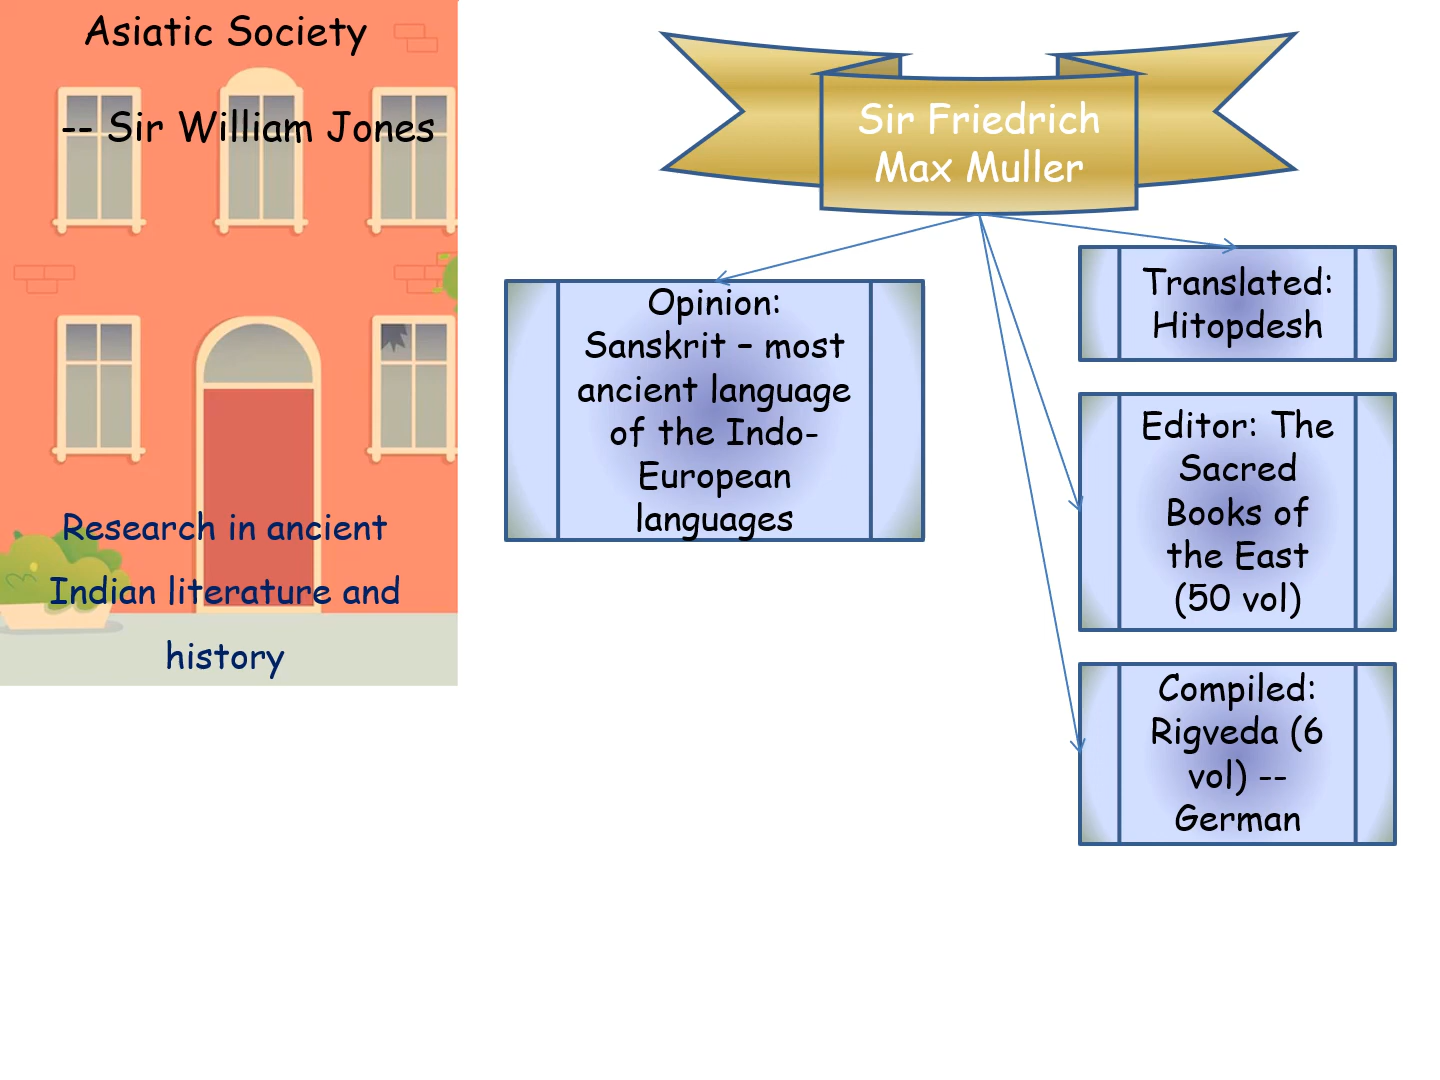 Asiatic Society
-- Sir William Jones
Research in ancient
Indian literature and
history
Sir Friedrich
Max Muller
Opinion:
Sanskrit – most
ancient language
of the Indo-
European
languages
Translated:
Hitopdesh
Editor: The
Sacred
Books of
the East
(50 vol)
Compiled:
Rigveda (6
vol) --
German